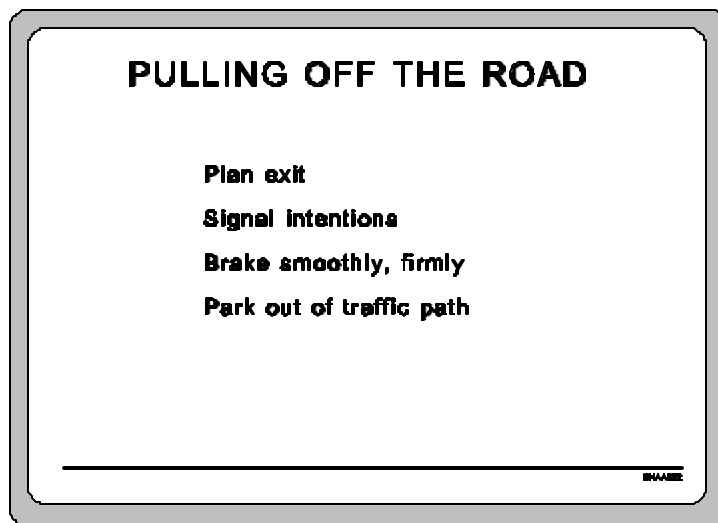 PULLING OFF THE ROAD
Plan exit
Signal intentions
Brake smoothly, firmly
Park out of traffic path